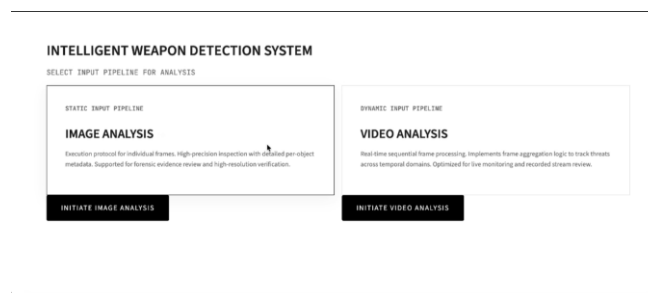 INTELLIGENT WEAPON DETECTION SYSTEM
SELECT INPUT PIPELINE FOR ANALYSIS
STATIC INPUT PIPELINE
IMAGE ANALYSIS
Execution protocol for individual frames. High-precision inspection with detailed per-object
metadata. Supported for forensic evidence review and high-resolution verification.
INITIATE IMAGE ANALYSIS
DYNAMIC INPUT PIPELINE
VIDEO ANALYSIS
Real-time sequential frame processing. Implements frame aggregation logic to track threats
across temporal domains. Optimized for live monitoring and recorded stream review.
INITIATE VIDEO ANALYSIS